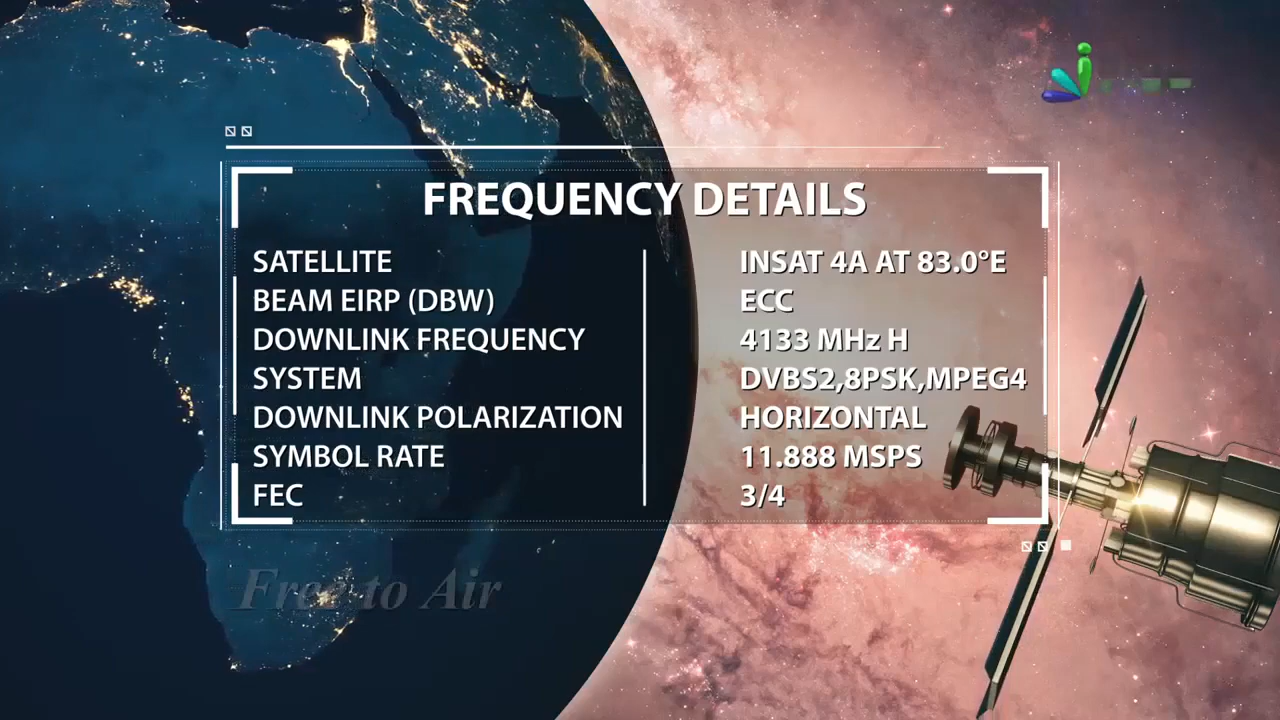 FREQUENCY DETAILS
SATELLITE INSAT 4A AT 83.0°E
BEAM EIRP (DBW) ECC
DOWNLINK FREQUENCY 4133 MHz H
SYSTEM DVBS2,8PSK,MPEG4
DOWNLINK POLARIZATION HORIZONTAL
SYMBOL RATE 11.888 MSPS
FEC 3/4
Free to Air